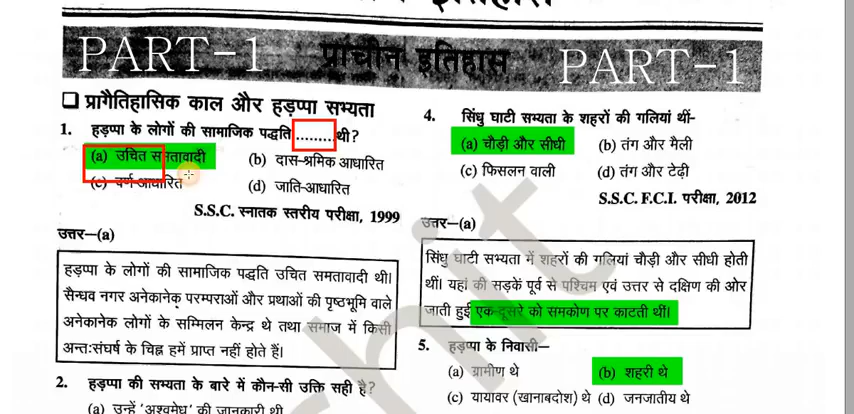 PART-1 प्राचीन इतिहास PART-1
❑ प्रागैतिहासिक काल और हड़प्पा सभ्यता
1. हड़प्पा के लोगों की सामाजिक पद्धति ......... थी?
(a) उचित समतावादी (b) दास-श्रमिक आधारित
(c) वर्ण-आधारित (d) जाति-आधारित
S.S.C. स्नातक स्तरीय परीक्षा, 1999
उत्तर—(a)
हड़प्पा के लोगों की सामाजिक पद्धति उचित समतावादी थी।
सैन्धव नगर अनेकानेक परम्पराओं और प्रथाओं की पृष्ठभूमि वाले
अनेकानेक लोगों के सम्मिलन केन्द्र थे तथा समाज में किसी
अन्तःसंघर्ष के चिह्न हमें प्राप्त नहीं होते हैं।
2. हड़प्पा की सभ्यता के बारे में कौन-सी उक्ति सही है?
(a) उन्हें 'अश्वमेध' की जानकारी थी
4. सिंधु घाटी सभ्यता के शहरों की गलियां थीं-
(a) चौड़ी और सीधी (b) तंग और मैली
(c) फिसलन वाली (d) तंग और टेढ़ी
S.S.C. F.C.I. परीक्षा, 2012
उत्तर—(a)
सिंधु घाटी सभ्यता में शहरों की गलियां चौड़ी और सीधी होती
थीं। यहां की सड़कें पूर्व से पश्चिम एवं उत्तर से दक्षिण की ओर
जाती हुई एक-दूसरे को समकोण पर काटती थीं।
5. हड़प्पा के निवासी—
(a) ग्रामीण थे (b) शहरी थे
(c) यायावर (खानाबदोश) थे (d) जनजातीय थे